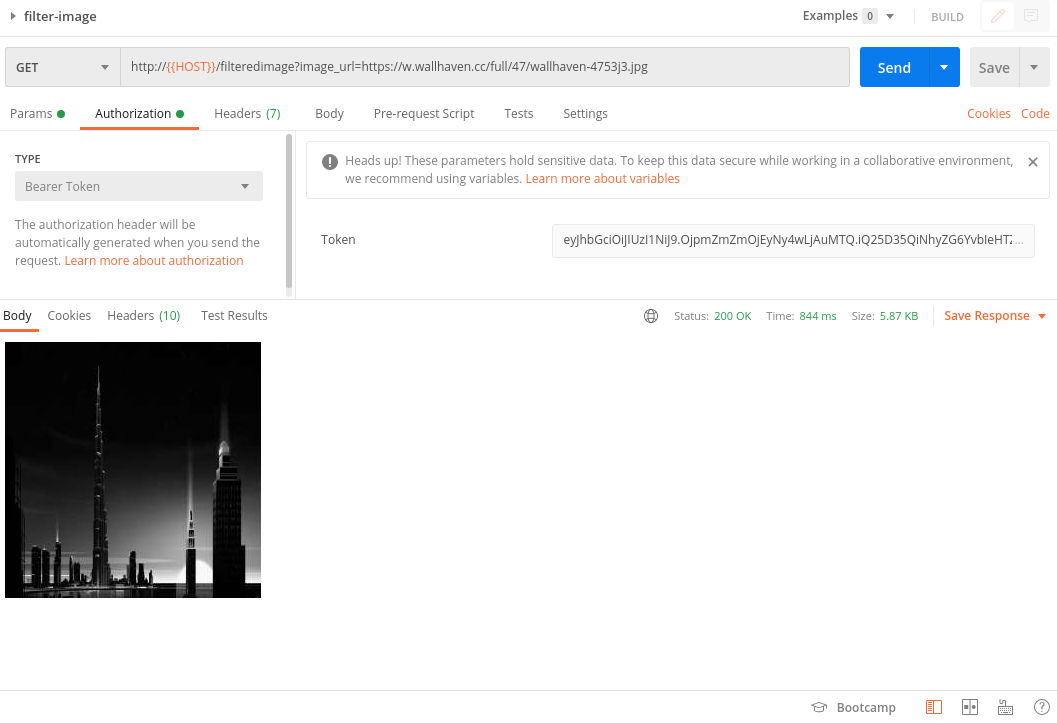 filter-image
Examples 0
BUILD
GET
http://{{HOST}}/filteredimage?image_url=https://w.wallhaven.cc/full/47/wallhaven-4753j3.jpg
Send
Save
Params
Authorization
Headers (7)
Body
Pre-request Script
Tests
Settings
Cookies
Code
TYPE
Bearer Token
The authorization header will be
automatically generated when you send the
request. Learn more about authorization
Heads up! These parameters hold sensitive data. To keep this data secure while working in a collaborative environment,
we recommend using variables. Learn more about variables
Token
eyJhbGciOiJIUzI1NiJ9.OjpmZmZmOjEyNy4wLjAuMTQ.iQ25D35QiNhyZG6YvbIeHTZ...
Body
Cookies
Headers (10)
Test Results
Status: 200 OK
Time: 844 ms
Size: 5.87 KB
Save Response
Bootcamp